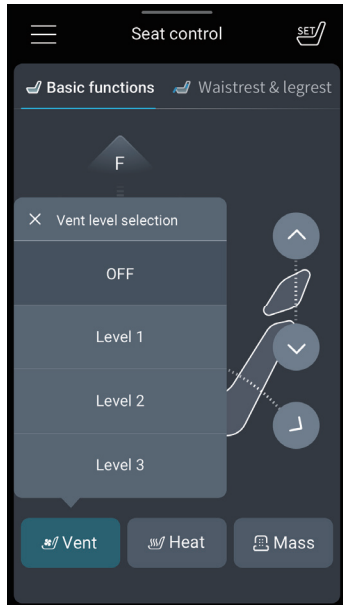 Seat control
SET
Basic functions
Waistrest & legrest
F
Vent level selection
OFF
Level 1
Level 2
Level 3
Vent
Heat
Mass